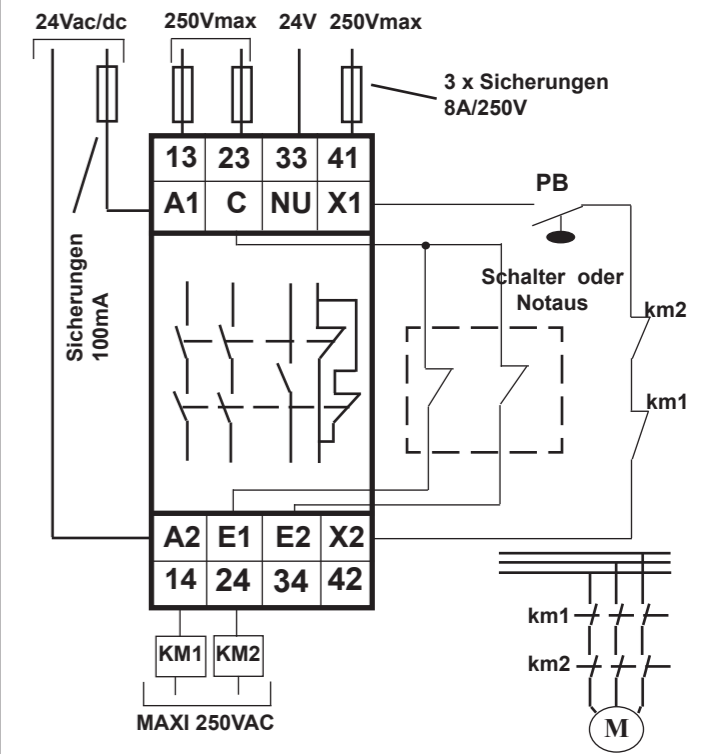 24Vac/dc 250Vmax 24V 250Vmax
3 x Sicherungen
8A/250V
13 23 33 41
A1 C NU X1
PB
Sicherungen
100mA
Schalter oder
Notaus
km2
km1
A2 E1 E2 X2
14 24 34 42
km1
KM1 KM2
km2
MAXI 250VAC
M